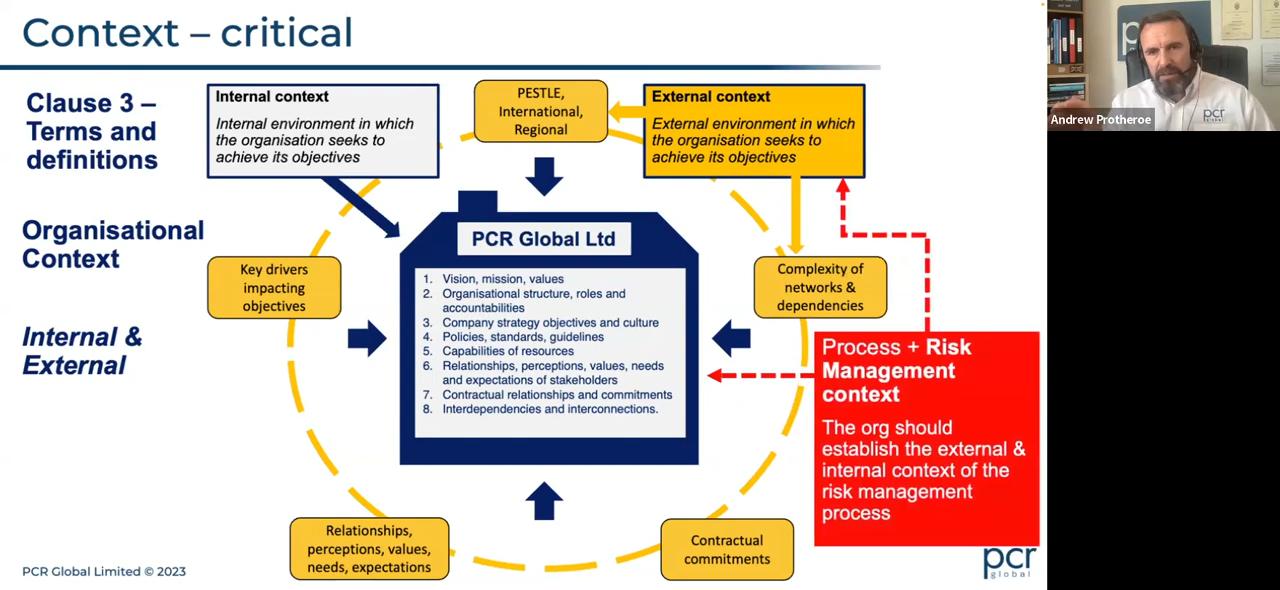 Context – critical
Clause 3 –
Terms and
definitions
Organisational
Context
Internal &
External
Internal context
Internal environment in which
the organisation seeks to
achieve its objectives
PESTLE,
International,
Regional
External context
External environment in which
the organisation seeks to
achieve its objectives
PCR Global Ltd
1. Vision, mission, values
2. Organisational structure, roles and
accountabilities
3. Company strategy objectives and culture
4. Policies, standards, guidelines
5. Capabilities of resources
6. Relationships, perceptions, values, needs
and expectations of stakeholders
7. Contractual relationships and commitments
8. Interdependencies and interconnections.
Key drivers
impacting
objectives
Complexity of
networks &
dependencies
Process + Risk
Management
context
The org should
establish the external &
internal context of the
risk management
process
Relationships,
perceptions, values,
needs, expectations
Contractual
commitments
PCR Global Limited © 2023
pcr
global
Andrew Protheroe
pcr
global